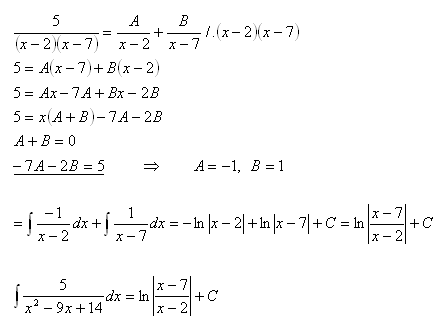 5/((x−2)(x−7)) = A/(x−2) + B/(x−7) /.(x−2)(x−7)
5 = A(x−7)+B(x−2)
5 = Ax−7A+Bx−2B
5 = x(A+B)−7A−2B
A+B=0
−7A−2B=5 ⇒ A=−1, B=1
=∫ −1/(x−2) dx+∫ 1/(x−7) dx=−ln|x−2|+ln|x−7|+C=ln|(x−7)/(x−2)|+C
∫ 5/(x²−9x+14) dx=ln|(x−7)/(x−2)|+C